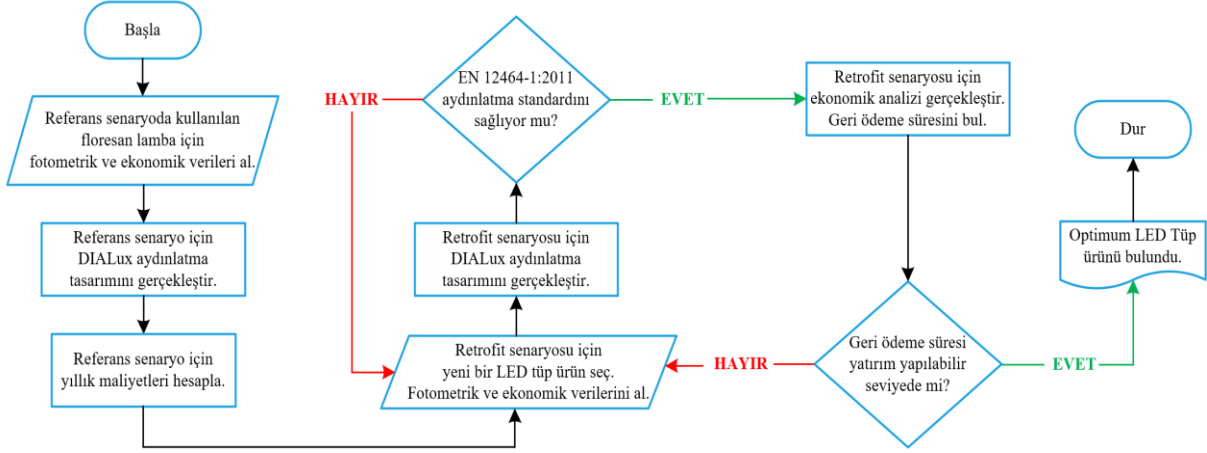 Başla
Referans senaryoda kullanılan
floresan lamba için
fotometrik ve ekonomik verileri al.
Referans senaryo için
DIALux aydınlatma
tasarımını gerçekleştir.
Referans senaryo için
yıllık maliyetleri hesapla.
Retrofit senaryosu için
yeni bir LED tüp ürün seç.
Fotometrik ve ekonomik verilerini al.
Retrofit senaryosu için
DIALux aydınlatma
tasarımını gerçekleştir.
EN 12464-1:2011
aydınlatma standardını
sağlıyor mu?
HAYIR
EVET
Retrofit senaryosu için
ekonomik analizi gerçekleştir.
Geri ödeme süresini bul.
Geri ödeme süresi
yatırım yapılabilir
seviyede mi?
HAYIR
EVET
Optimum LED Tüp
ürünü bulundu.
Dur